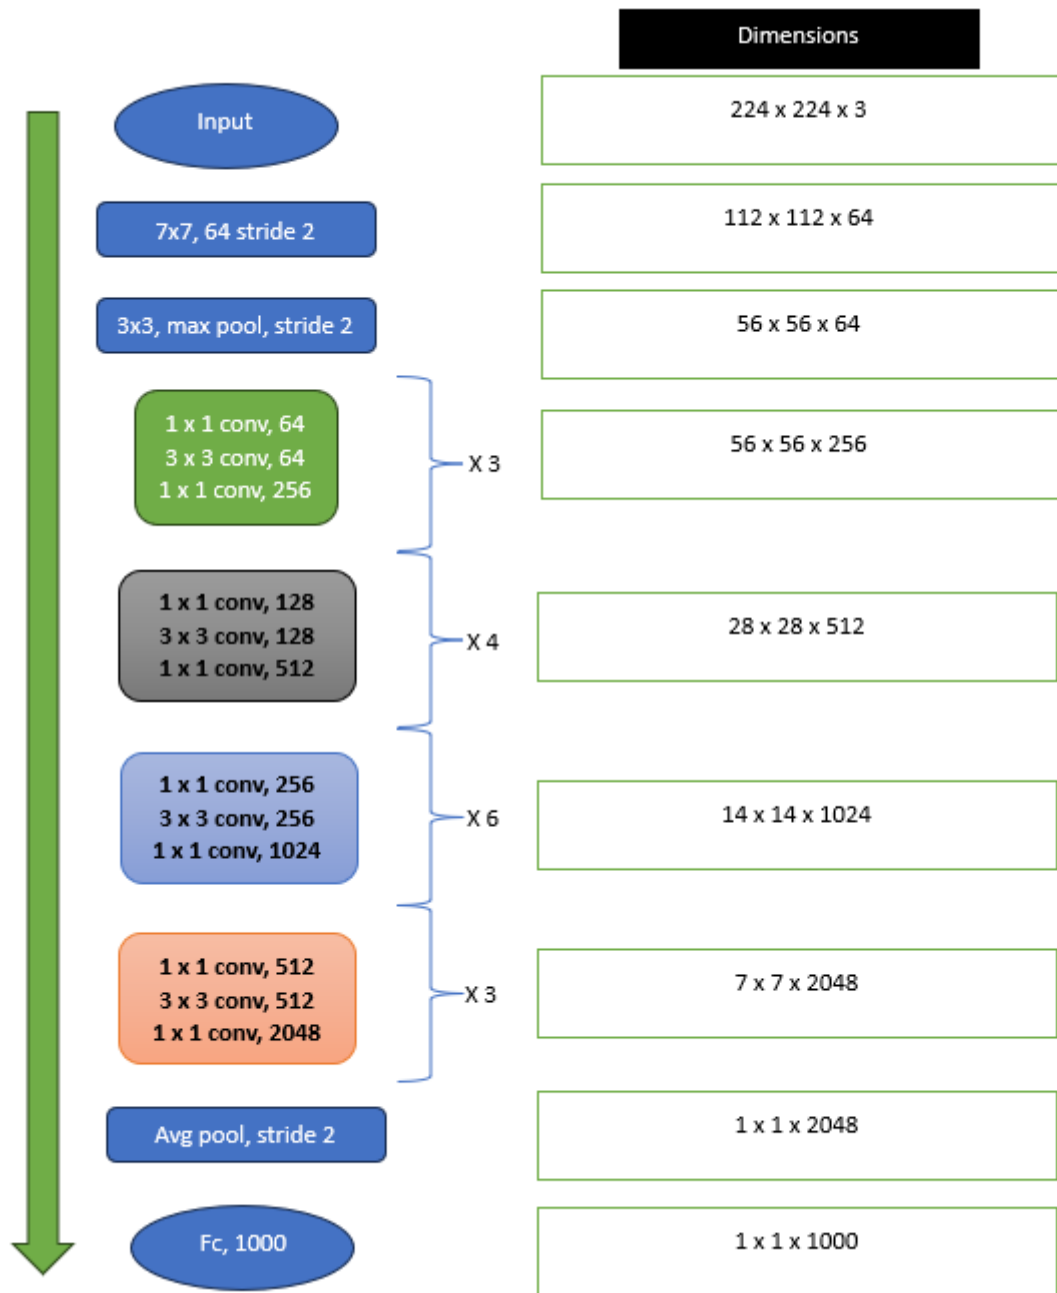 Dimensions
Input
224 x 224 x 3
7x7, 64 stride 2
112 x 112 x 64
3x3, max pool, stride 2
56 x 56 x 64
1 x 1 conv, 64
3 x 3 conv, 64
1 x 1 conv, 256
X 3
56 x 56 x 256
1 x 1 conv, 128
3 x 3 conv, 128
1 x 1 conv, 512
X 4
28 x 28 x 512
1 x 1 conv, 256
3 x 3 conv, 256
1 x 1 conv, 1024
X 6
14 x 14 x 1024
1 x 1 conv, 512
3 x 3 conv, 512
1 x 1 conv, 2048
X 3
7 x 7 x 2048
Avg pool, stride 2
1 x 1 x 2048
Fc, 1000
1 x 1 x 1000